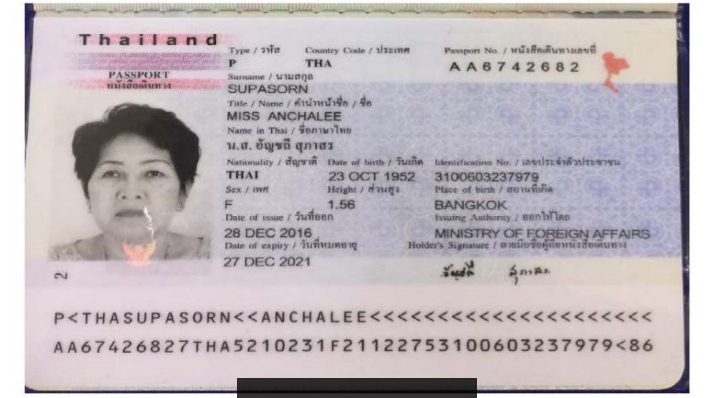 Thailand
Type / รหัส Country Code / ประเทศ Passport No. / หนังสือเดินทางเลขที่
P THA AA6742682
PASSPORT
หนังสือเดินทาง
Surname / นามสกุล
SUPASORN
Title / Name / คำนำหน้าชื่อ / ชื่อ
MISS ANCHALEE
Name in Thai / ชื่อภาษาไทย
น.ส. อัญชลี สุภาสร
Nationality / สัญชาติ Date of birth / วันเกิด Identification No. / เลขประจำตัวประชาชน
THAI 23 OCT 1952 3100603237979
Sex / เพศ Height / ส่วนสูง Place of birth / สถานที่เกิด
F 1.56 BANGKOK
Date of issue / วันที่ออก Issuing Authority / ออกให้โดย
28 DEC 2016 MINISTRY OF FOREIGN AFFAIRS
Date of expiry / วันที่หมดอายุ Holder's Signature / ลายมือชื่อผู้ถือหนังสือเดินทาง
27 DEC 2021
อัญชลี สุภาสร
2
P<THASUPASORN<<ANCHALEE<<<<<<<<<<<<<<<<<<<<<
AA67426827THA5210231F21122753100603237979<86